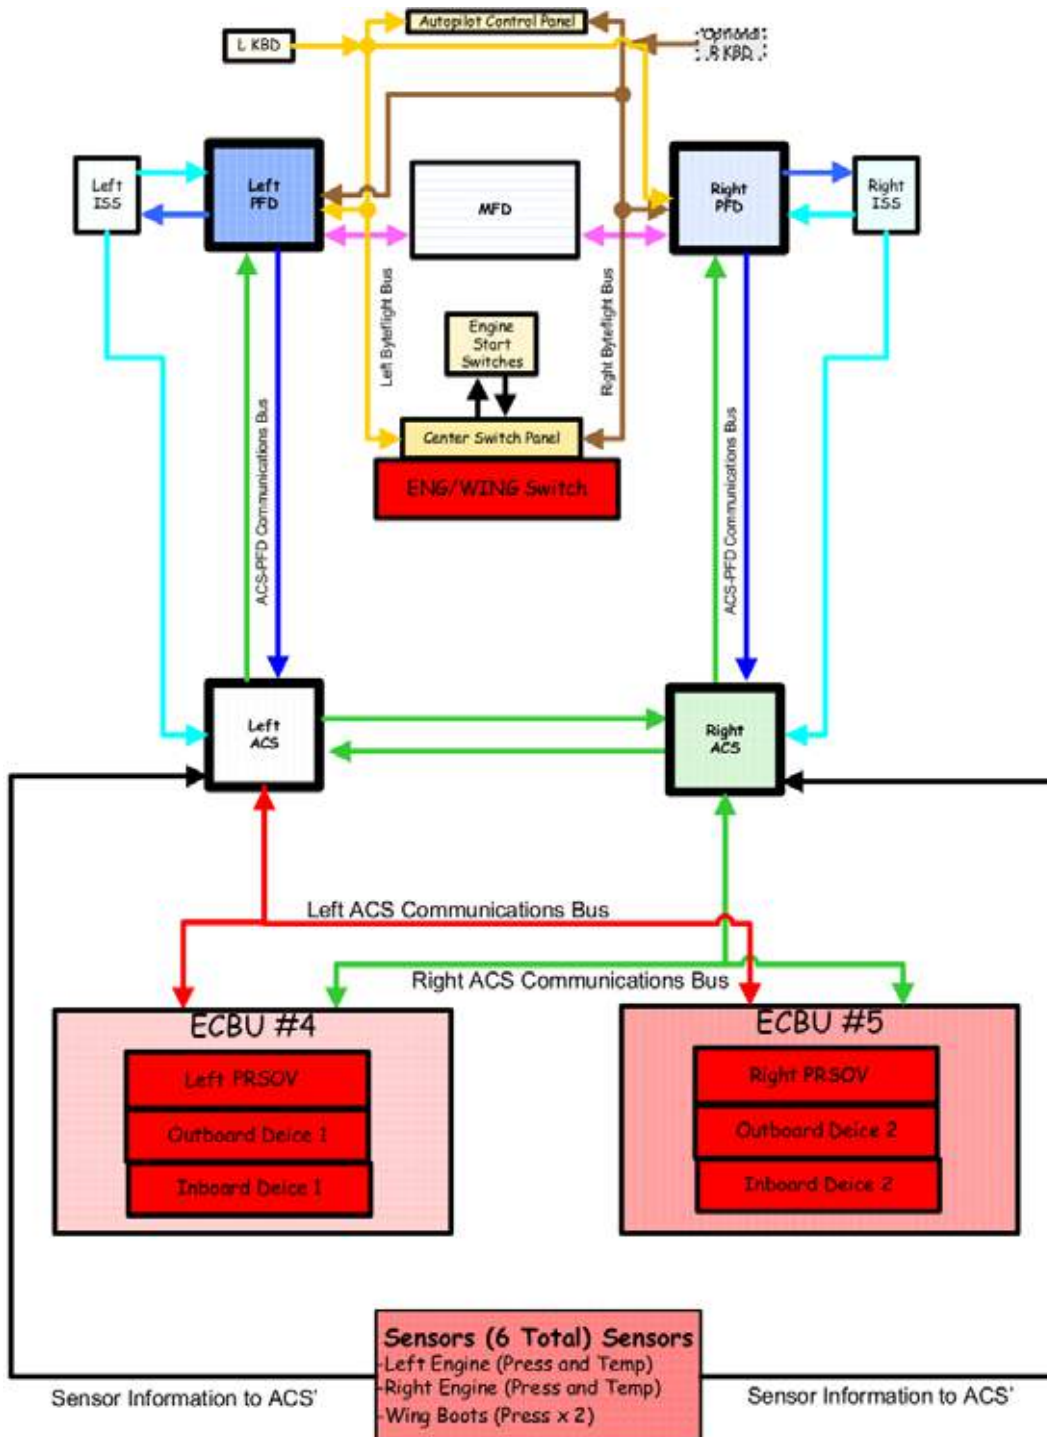 Autopilot Control Panel
L KBD
Optional
R KBD
Left
ISS
Left
PFD
MFD
Right
PFD
Right
ISS
Left Byteflight Bus
Right Byteflight Bus
Engine
Start
Switches
Center Switch Panel
ENG/WING Switch
ACS-PFD Communications Bus
ACS-PFD Communications Bus
Left
ACS
Right
ACS
Left ACS Communications Bus
Right ACS Communications Bus
ECBU #4
Left PRSOV
Outboard Deice 1
Inboard Deice 1
ECBU #5
Right PRSOV
Outboard Deice 2
Inboard Deice 2
Sensors (6 Total) Sensors
-Left Engine (Press and Temp)
-Right Engine (Press and Temp)
-Wing Boots (Press x 2)
Sensor Information to ACS'
Sensor Information to ACS'